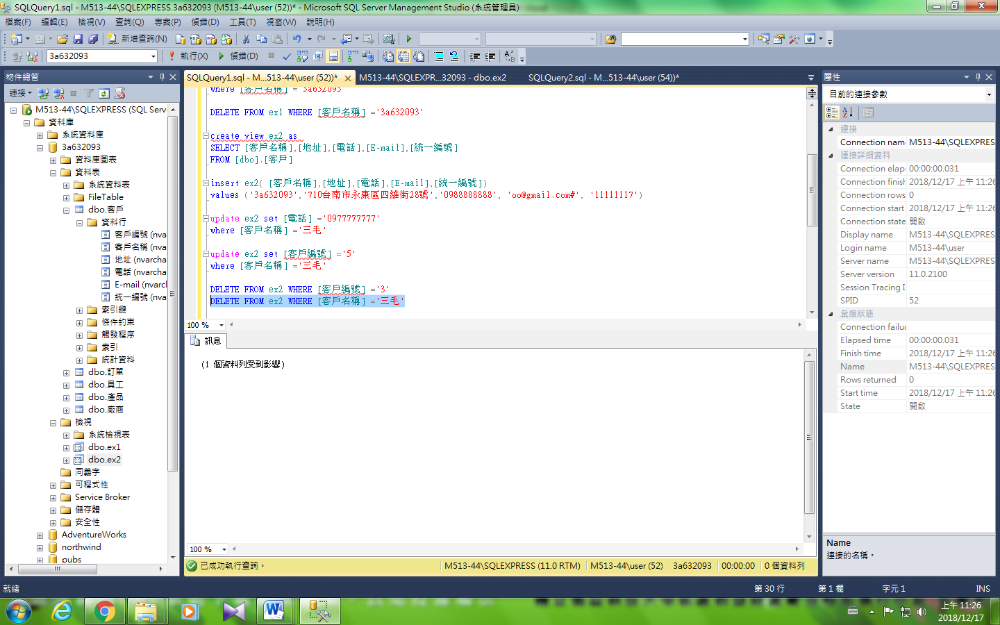 SQLQuery1.sql - M513-44\SQLEXPRESS.3a632093 (M513-44\user (52))* - Microsoft SQL Server Management Studio (系統管理員)
檔案(F) 編輯(E) 檢視(V) 查詢(Q) 專案(P) 偵錯(D) 工具(T) 視窗(W) 說明(H)
新增查詢(N)
3a632093 執行(X) 偵錯(D)
物件總管
連接
M513-44\SQLEXPRESS (SQL Serv
資料庫
系統資料庫
3a632093
資料庫圖表
資料表
系統資料表
FileTable
dbo.客戶
資料行
客戶編號 (nva
客戶名稱 (nva
地址 (nvarcha
電話 (nvarcha
E-mail (nvarcl
統一編號 (nva
索引鍵
條件約束
觸發程序
索引
統計資料
dbo.訂單
dbo.員工
dbo.產品
dbo.廠商
檢視
系統檢視表
dbo.ex1
dbo.ex2
同義字
可程式性
Service Broker
儲存體
安全性
AdventureWorks
northwind
pubs
SQLQuery1.sql - M...513-44\user (52))* M513-44\SQLEXPR...32093 - dbo.ex2 SQLQuery2.sql - M...513-44\user (54))*
where [客戶名稱] ='3a632093'
DELETE FROM ex1 WHERE [客戶名稱] ='3a632093'
create view ex2 as
SELECT [客戶名稱],[地址],[電話],[E-mail],[統一編號]
FROM [dbo].[客戶]
insert ex2( [客戶名稱],[地址],[電話],[E-mail],[統一編號])
values ('3a632093','710台南市永康區四維街28號','0988888888', 'oo@gmail.com#', '11111117')
update ex2 set [電話] ='0977777777'
where [客戶名稱] ='三毛'
update ex2 set [客戶編號] ='5'
where [客戶名稱] ='三毛'
DELETE FROM ex2 WHERE [客戶編號] ='3'
DELETE FROM ex2 WHERE [客戶名稱] ='三毛'
100 %
訊息
(1 個資料列受到影響)
100 %
已成功執行查詢。 M513-44\SQLEXPRESS (11.0 RTM) M513-44\user (52) 3a632093 00:00:00 0 個資料列
屬性
目前的連接參數
連接
Connection nam M513-44\SQLEXPRES
連接詳細資料
Connection elap 00:00:00.031
Connection finish 2018/12/17 上午 11:26
Connection rows 0
Connection start 2018/12/17 上午 11:26
Connection state 開啟
Display name M513-44\SQLEXPRES
Login name M513-44\user
Server name M513-44\SQLEXPRES
Server version 11.0.2100
Session Tracing I
SPID 52
彙總狀態
Connection failur
Elapsed time 00:00:00.031
Finish time 2018/12/17 上午 11:26
Name M513-44\SQLEXPRES
Rows returned 0
Start time 2018/12/17 上午 11:26
State 開啟
Name
連接的名稱。
就緒 第 30 行 第 1 欄 字元 1 INS
上午 11:26
2018/12/17